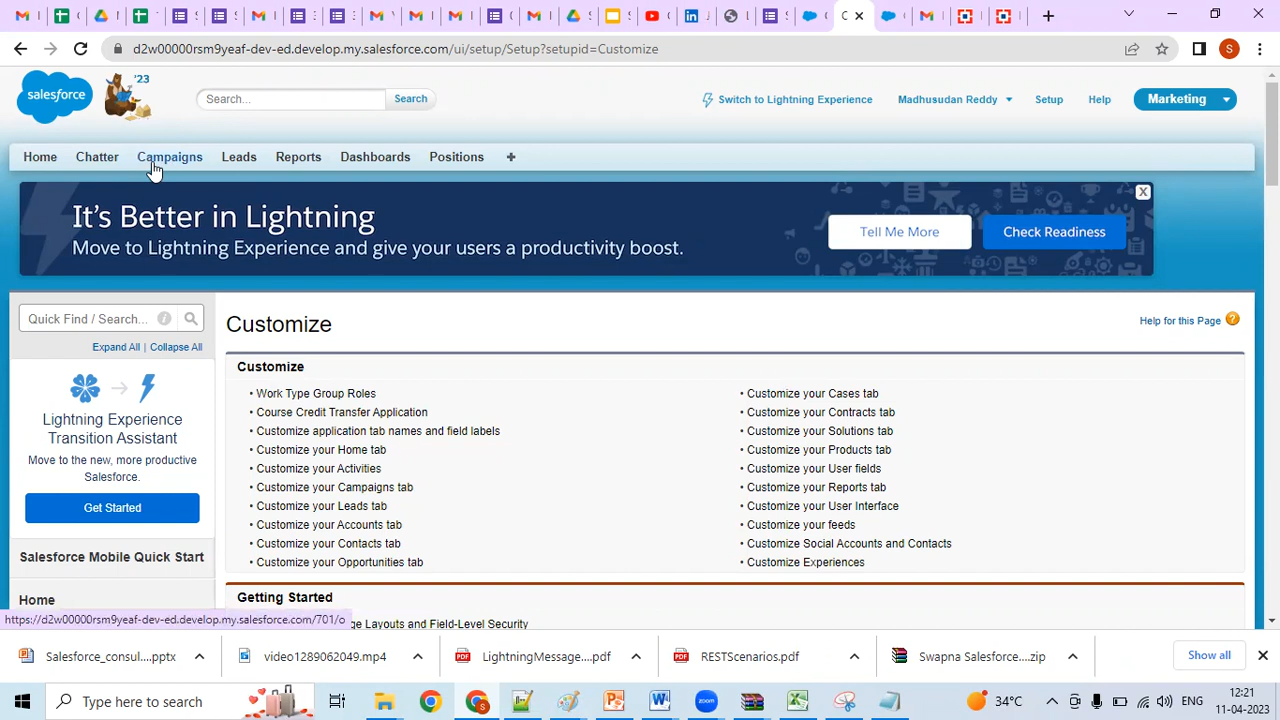 d2w00000rsm9yeaf-dev-ed.develop.my.salesforce.com/ui/setup/Setup?setupid=Customize
S
salesforce
'23
Search...
Search
Switch to Lightning Experience
Madhusudan Reddy
Setup
Help
Marketing
Home
Chatter
Campaigns
Leads
Reports
Dashboards
Positions
+
It's Better in Lightning
Move to Lightning Experience and give your users a productivity boost.
Tell Me More
Check Readiness
X
Quick Find / Search...
Expand All | Collapse All
Lightning Experience
Transition Assistant
Move to the new, more productive
Salesforce.
Get Started
Salesforce Mobile Quick Start
Home
Customize
Help for this Page
Customize
• Work Type Group Roles
• Course Credit Transfer Application
• Customize application tab names and field labels
• Customize your Home tab
• Customize your Activities
• Customize your Campaigns tab
• Customize your Leads tab
• Customize your Accounts tab
• Customize your Contacts tab
• Customize your Opportunities tab
• Customize your Cases tab
• Customize your Contracts tab
• Customize your Solutions tab
• Customize your Products tab
• Customize your User fields
• Customize your Reports tab
• Customize your User Interface
• Customize your feeds
• Customize Social Accounts and Contacts
• Customize Experiences
Getting Started
ge Layouts and Field-Level Security
https://d2w00000rsm9yeaf-dev-ed.develop.my.salesforce.com/701/o
Salesforce_consul....pptx
video1289062049.mp4
LightningMessage....pdf
RESTScenarios.pdf
Swapna Salesforce....zip
Show all
Type here to search
34°C
ENG
12:21
11-04-2023